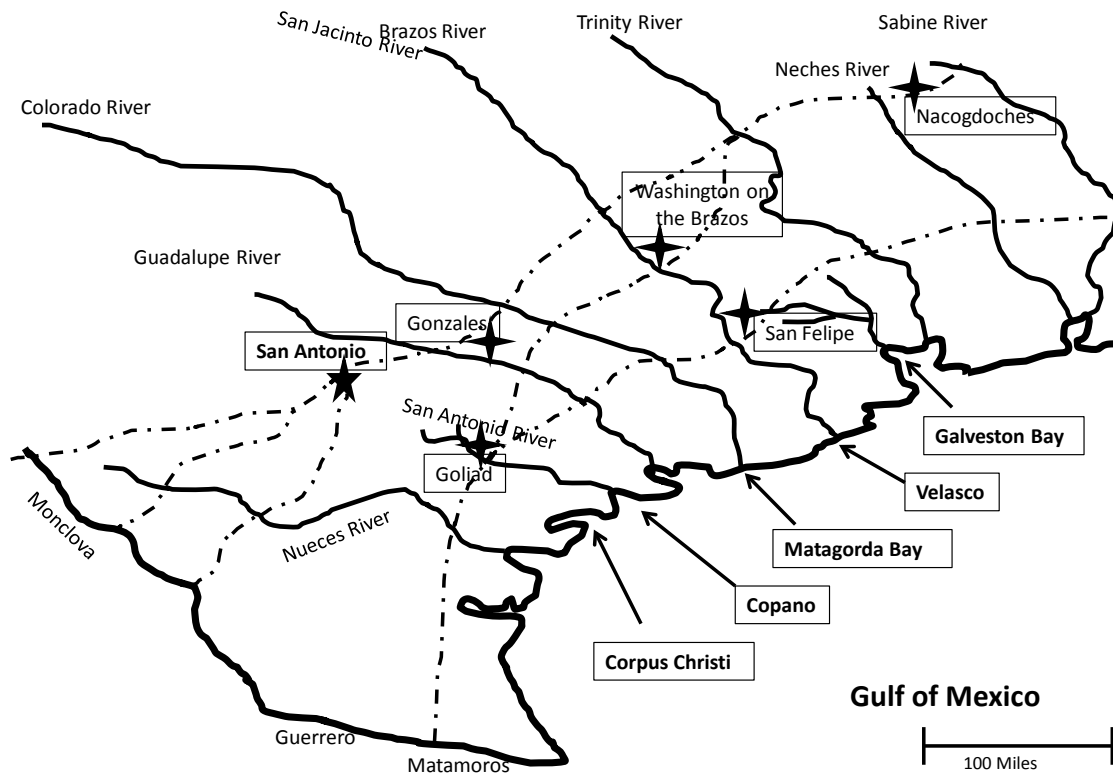 Trinity River
Sabine River
San Jacinto River
Brazos River
Neches River
Colorado River
Nacogdoches
Washington on
the Brazos
Guadalupe River
Gonzales
San Felipe
San Antonio
San Antonio River
Galveston Bay
Goliad
Velasco
Monclova
Nueces River
Matagorda Bay
Copano
Corpus Christi
Gulf of Mexico
Guerrero
Matamoros
100 Miles